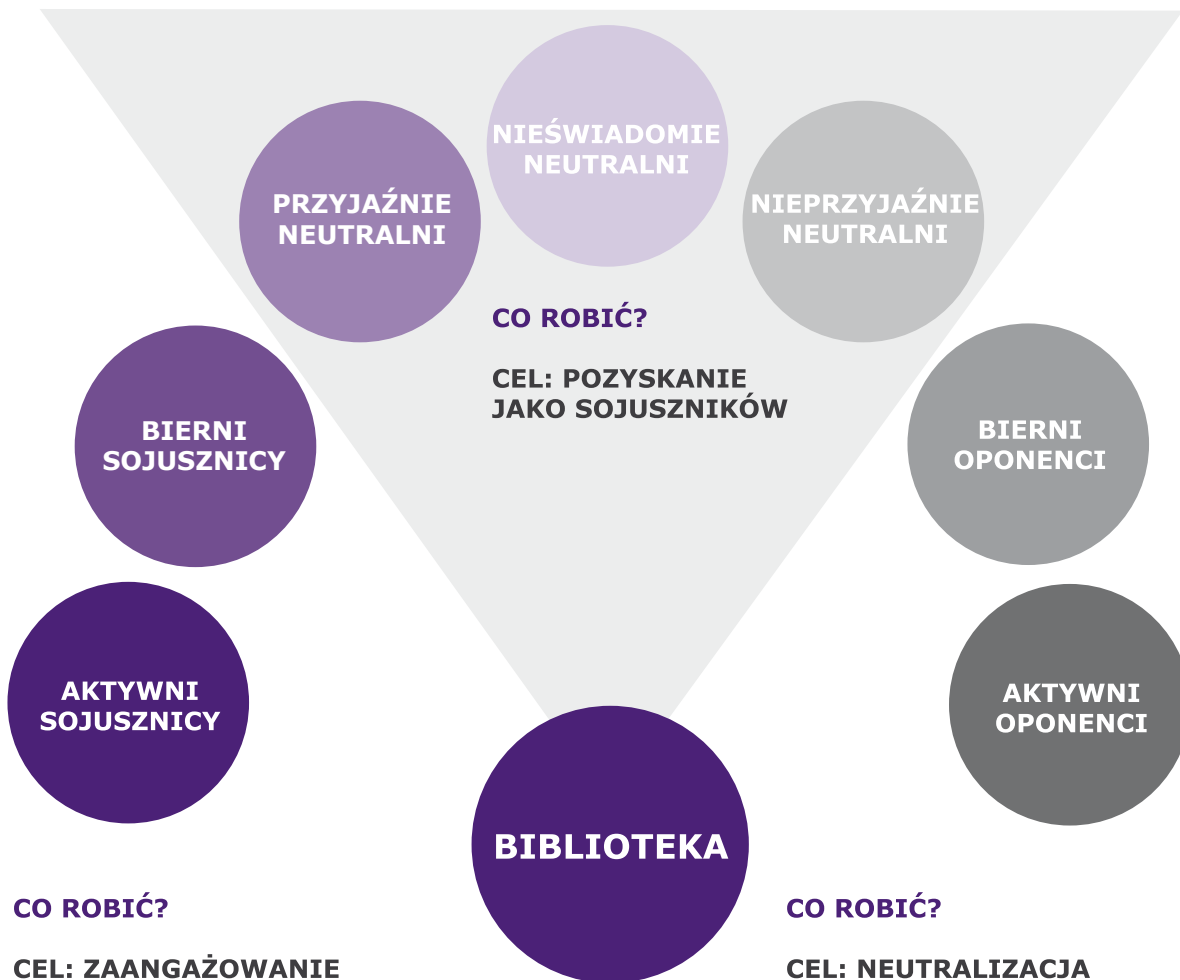 NIEŚWIADOMIE
NEUTRALNI
PRZYJAŹNIE
NEUTRALNI
NIEPRZYJAŹNIE
NEUTRALNI
CO ROBIĆ?
CEL: POZYSKANIE
JAKO SOJUSZNIKÓW
BIERNI
SOJUSZNICY
BIERNI
OPONENCI
AKTYWNI
SOJUSZNICY
AKTYWNI
OPONENCI
BIBLIOTEKA
CO ROBIĆ?
CEL: ZAANGAŻOWANIE
CO ROBIĆ?
CEL: NEUTRALIZACJA